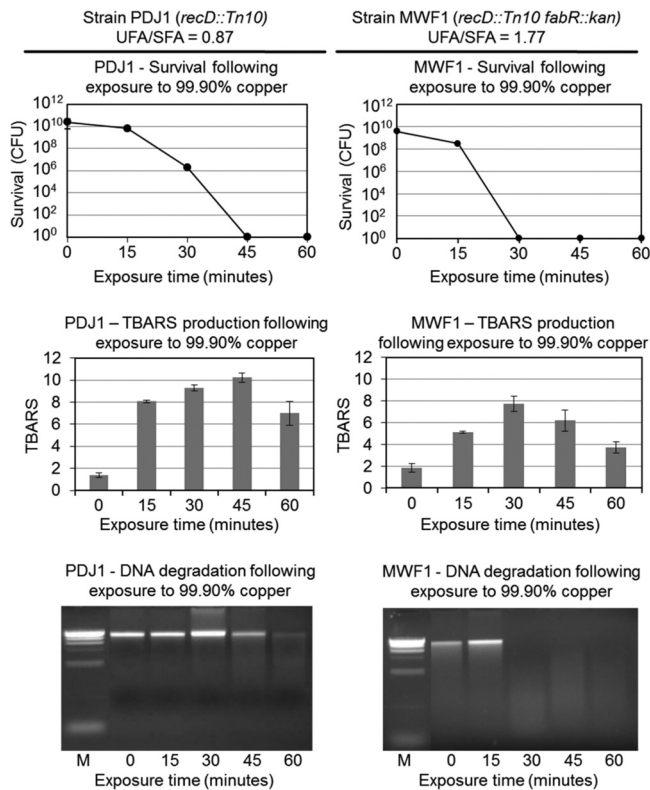 Strain PDJ1 (recD::Tn10)
UFA/SFA = 0.87
Strain MWF1 (recD::Tn10 fabR::kan)
UFA/SFA = 1.77
PDJ1 - Survival following
exposure to 99.90% copper
Survival (CFU)
10^12
10^10
10^8
10^6
10^4
10^2
10^0
0 15 30 45 60
Exposure time (minutes)
MWF1 - Survival following
exposure to 99.90% copper
Survival (CFU)
10^12
10^10
10^8
10^6
10^4
10^2
10^0
0 15 30 45 60
Exposure time (minutes)
PDJ1 – TBARS production following
exposure to 99.90% copper
TBARS
12
10
8
6
4
2
0
0 15 30 45 60
Exposure time (minutes)
MWF1 – TBARS production
following exposure to 99.90% copper
TBARS
12
10
8
6
4
2
0
0 15 30 45 60
Exposure time (minutes)
PDJ1 - DNA degradation following
exposure to 99.90% copper
M 0 15 30 45 60
Exposure time (minutes)
MWF1 - DNA degradation following
exposure to 99.90% copper
M 0 15 30 45 60
Exposure time (minutes)